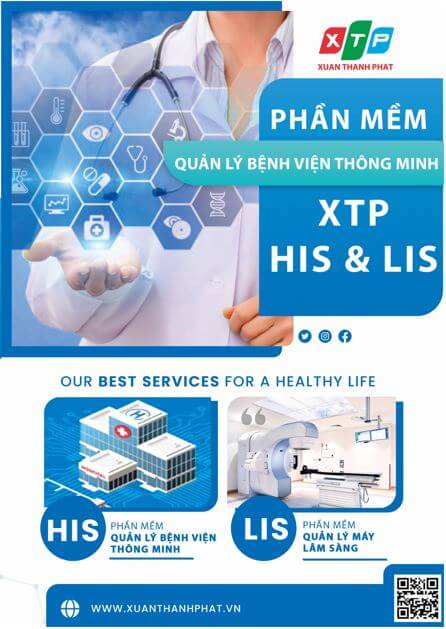 XTP
XUAN THANH PHAT
PHẦN MỀM
QUẢN LÝ BỆNH VIỆN THÔNG MINH
XTP
HIS & LIS
OUR BEST SERVICES FOR A HEALTHY LIFE
HIS
PHẦN MỀM
QUẢN LÝ BỆNH VIỆN
THÔNG MINH
LIS
PHẦN MỀM
QUẢN LÝ MÁY
LÂM SÀNG
WWW.XUANTHANHPHAT.VN